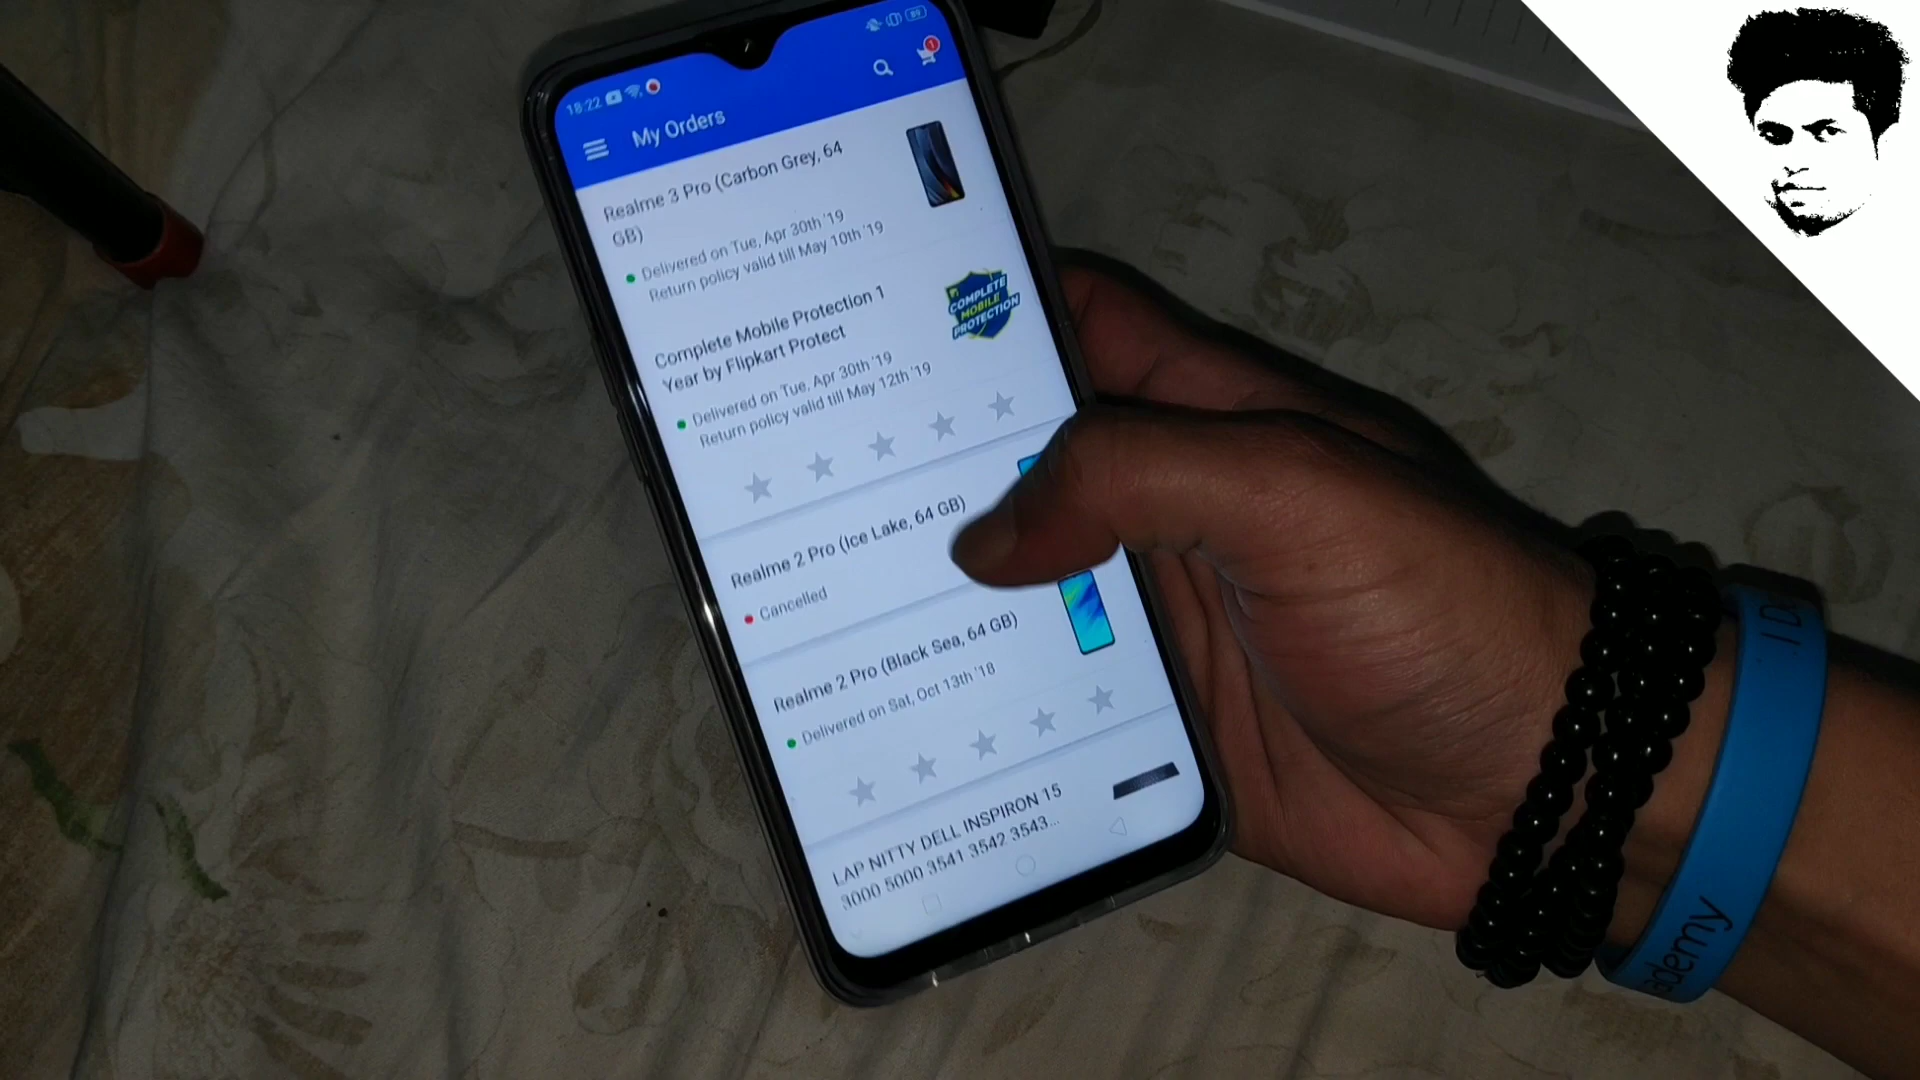 18:22
89
1
My Orders
Realme 3 Pro (Carbon Grey, 64
GB)
Delivered on Tue, Apr 30th '19
Return policy valid till May 10th '19
Complete Mobile Protection 1
Year by Flipkart Protect
COMPLETE
MOBILE
PROTECTION
Delivered on Tue, Apr 30th '19
Return policy valid till May 12th '19
Realme 2 Pro (Ice Lake, 64 GB)
Cancelled
Realme 2 Pro (Black Sea, 64 GB)
Delivered on Sat, Oct 13th '18
LAP NITTY DELL INSPIRON 15
3000 5000 3541 3542 3543...